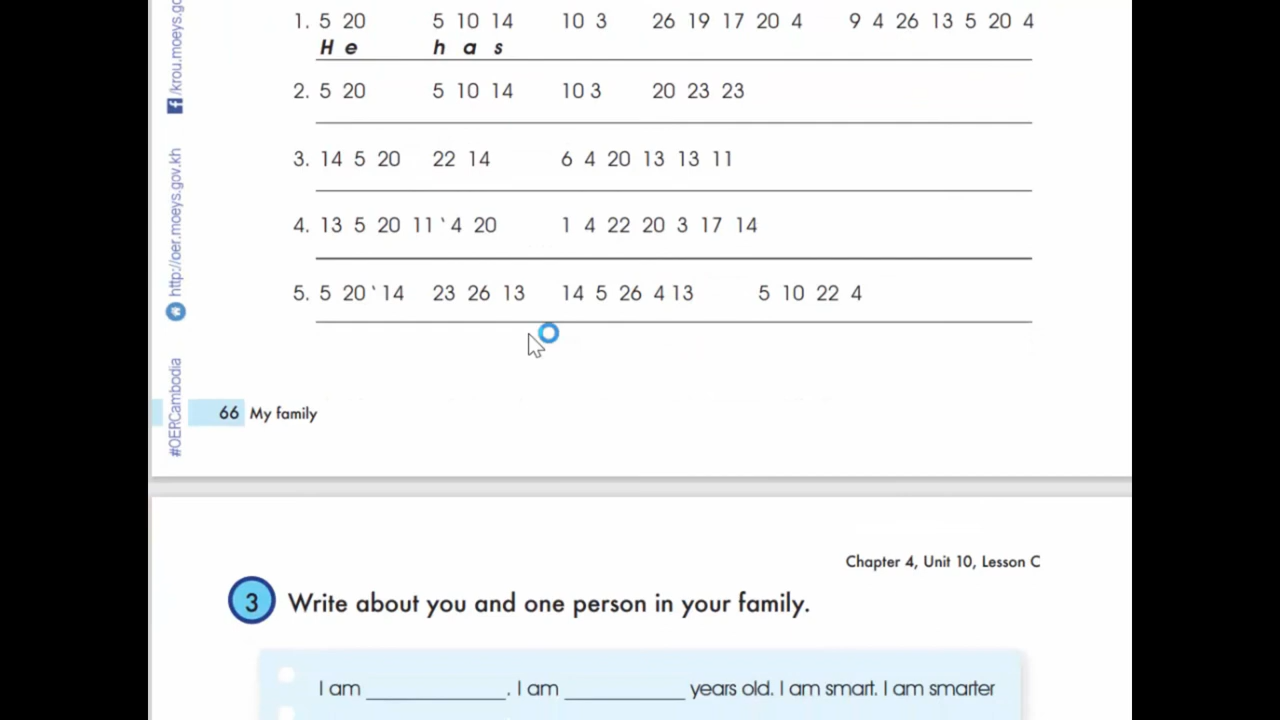 1. 5 20 5 10 14 10 3 26 19 17 20 4 9 4 26 13 5 20 4
H e h a s
2. 5 20 5 10 14 10 3 20 23 23
3. 14 5 20 22 14 6 4 20 13 13 11
4. 13 5 20 11 ` 4 20 1 4 22 20 3 17 14
5. 5 20 ` 14 23 26 13 14 5 26 4 13 5 10 22 4
/krou.moeys.go
http://oer.moeys.gov.kh
#OERCambodia
66 My family
Chapter 4, Unit 10, Lesson C
3 Write about you and one person in your family.
I am ____________. I am __________ years old. I am smart. I am smarter